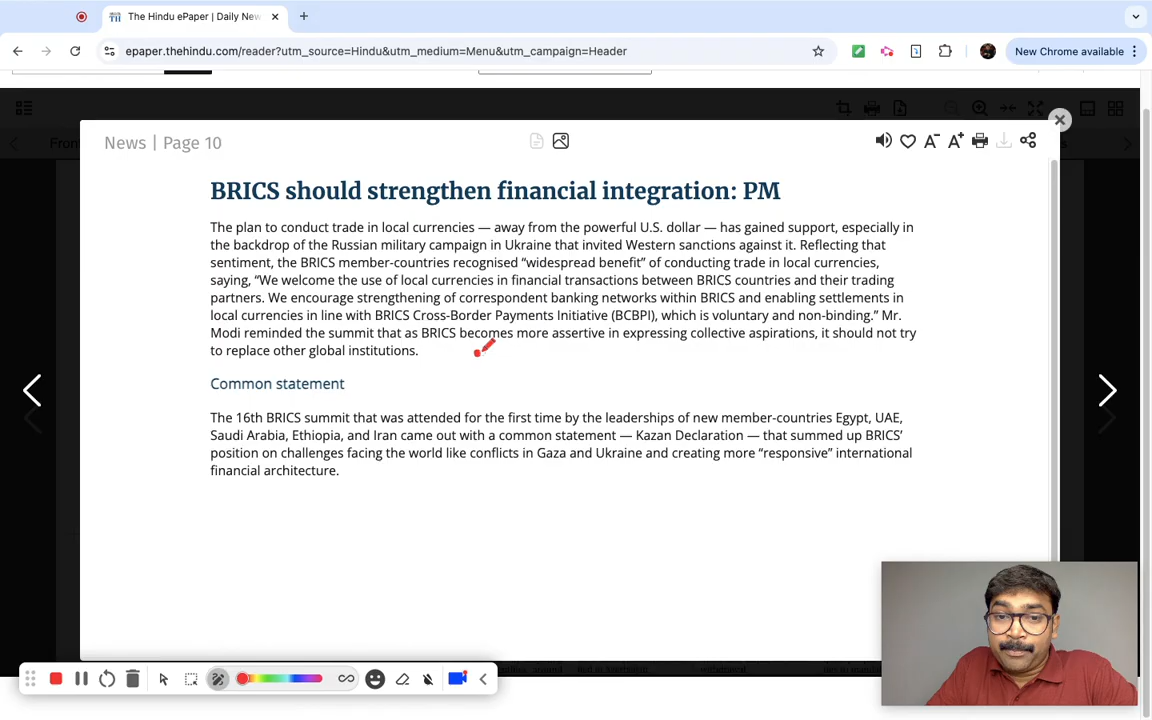 The Hindu ePaper | Daily New
epaper.thehindu.com/reader?utm_source=Hindu&utm_medium=Menu&utm_campaign=Header
New Chrome available
News | Page 10
A- A+
BRICS should strengthen financial integration: PM
The plan to conduct trade in local currencies — away from the powerful U.S. dollar — has gained support, especially in
the backdrop of the Russian military campaign in Ukraine that invited Western sanctions against it. Reflecting that
sentiment, the BRICS member-countries recognised “widespread benefit” of conducting trade in local currencies,
saying, “We welcome the use of local currencies in financial transactions between BRICS countries and their trading
partners. We encourage strengthening of correspondent banking networks within BRICS and enabling settlements in
local currencies in line with BRICS Cross-Border Payments Initiative (BCBPI), which is voluntary and non-binding.” Mr.
Modi reminded the summit that as BRICS becomes more assertive in expressing collective aspirations, it should not try
to replace other global institutions.
Common statement
The 16th BRICS summit that was attended for the first time by the leaderships of new member-countries Egypt, UAE,
Saudi Arabia, Ethiopia, and Iran came out with a common statement — Kazan Declaration — that summed up BRICS’
position on challenges facing the world like conflicts in Gaza and Ukraine and creating more “responsive” international
financial architecture.